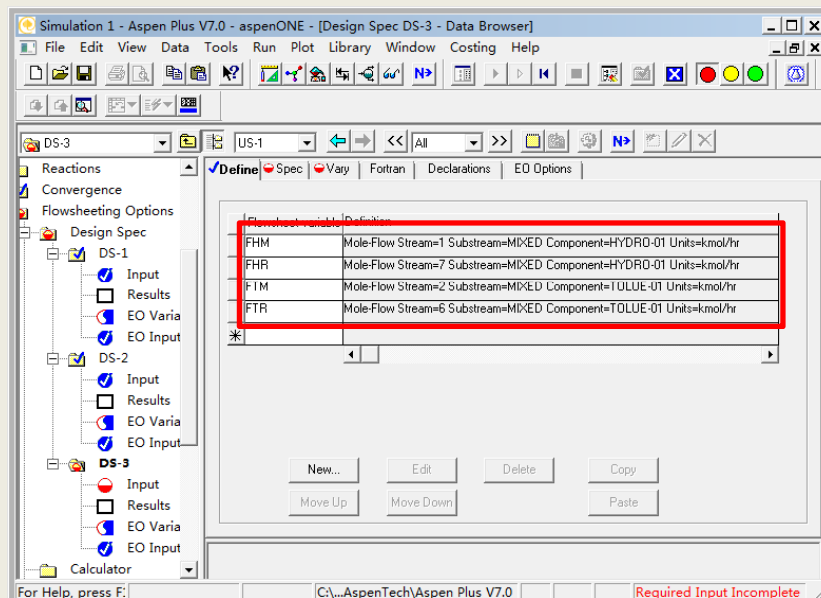 Simulation 1 - Aspen Plus V7.0 - aspenONE - [Design Spec DS-3 - Data Browser]
File Edit View Data Tools Run Plot Library Window Costing Help
N>
DS-3 US-1 << All >> N>
Reactions
Convergence
Flowsheeting Options
Design Spec
DS-1
Input
Results
EO Varia
EO Input
DS-2
Input
Results
EO Varia
EO Input
DS-3
Input
Results
EO Varia
EO Input
Calculator
Define Spec Vary Fortran Declarations EO Options
Flowsheet variable Definition
FHM Mole-Flow Stream=1 Substream=MIXED Component=HYDRO-01 Units=kmol/hr
FHR Mole-Flow Stream=7 Substream=MIXED Component=HYDRO-01 Units=kmol/hr
FTM Mole-Flow Stream=2 Substream=MIXED Component=TOLUE-01 Units=kmol/hr
FTR Mole-Flow Stream=6 Substream=MIXED Component=TOLUE-01 Units=kmol/hr
New... Edit Delete Copy
Move Up Move Down Paste
For Help, press F: C:\...AspenTech\Aspen Plus V7.0 Required Input Incomplete